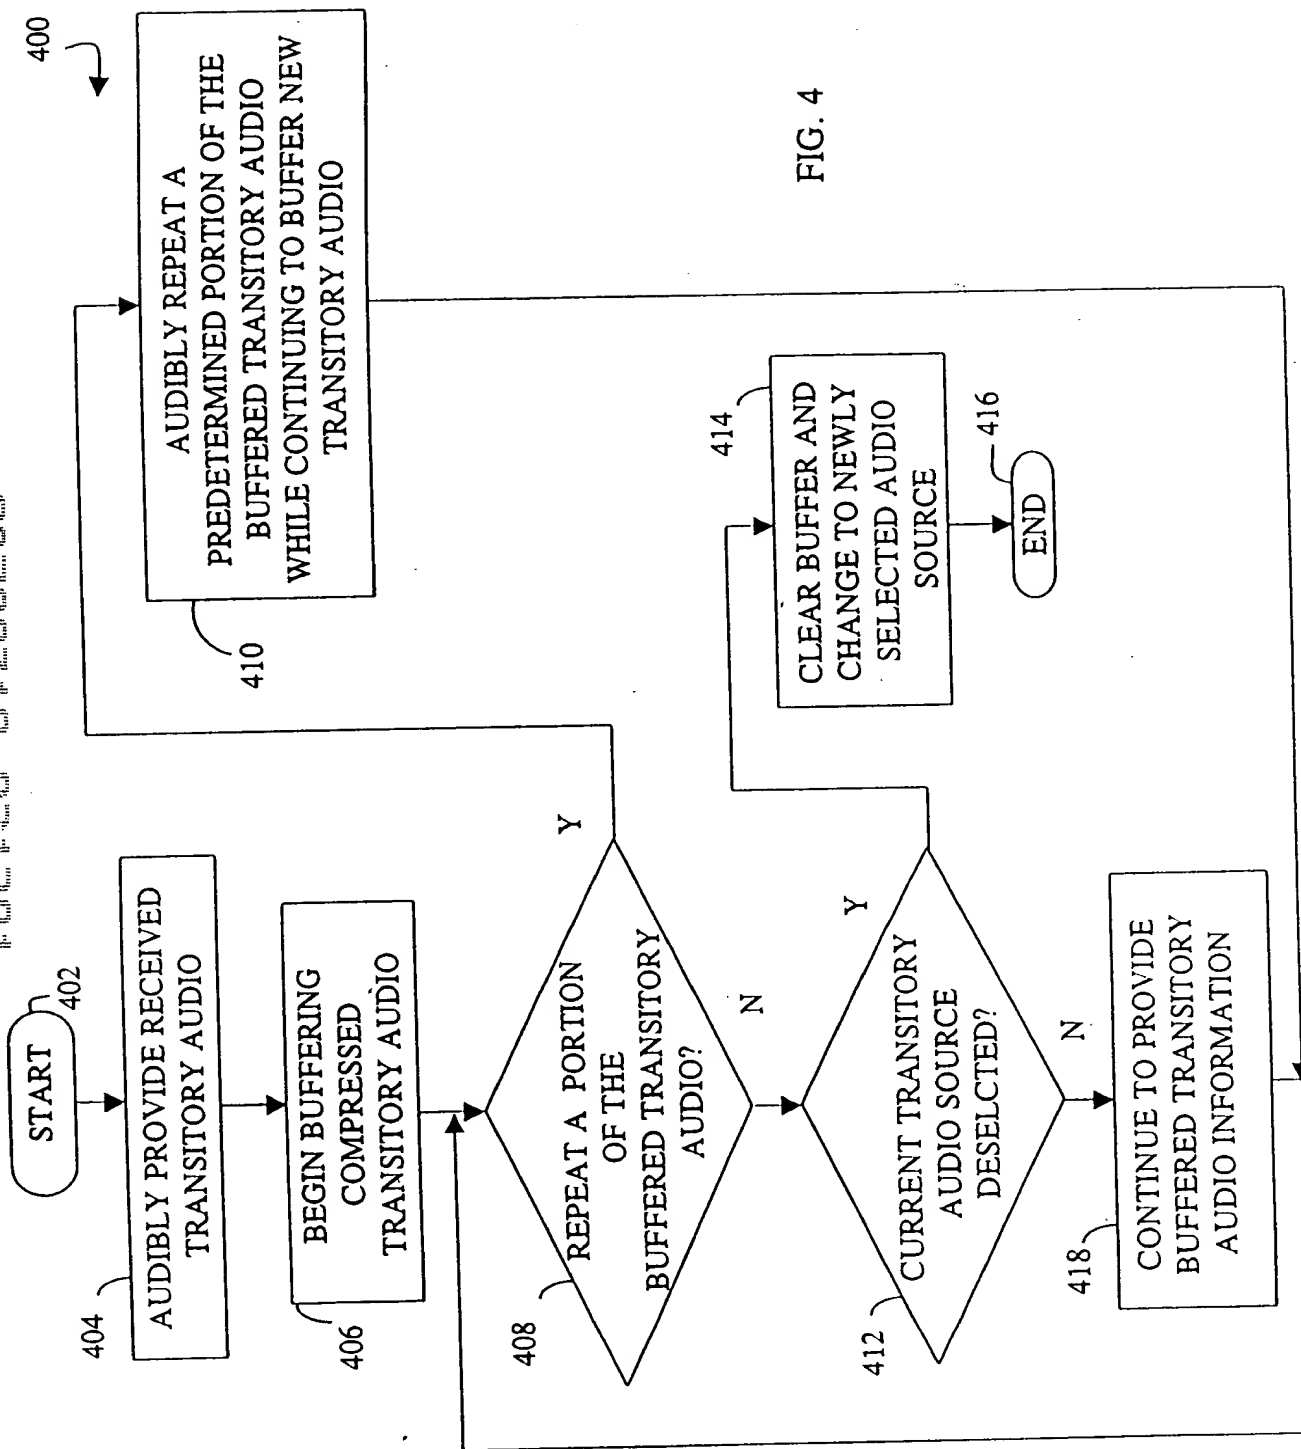 400
START
402
AUDIBLY PROVIDE RECEIVED
TRANSITORY AUDIO
404
BEGIN BUFFERING
COMPRESSED
TRANSITORY AUDIO
406
REPEAT A PORTION
OF THE
BUFFERED TRANSITORY
AUDIO?
408
Y
N
AUDIBLY REPEAT A
PREDETERMINED PORTION OF THE
BUFFERED TRANSITORY AUDIO
WHILE CONTINUING TO BUFFER NEW
TRANSITORY AUDIO
410
CURRENT TRANSITORY
AUDIO SOURCE
DESELCTED?
412
Y
N
CLEAR BUFFER AND
CHANGE TO NEWLY
SELECTED AUDIO
SOURCE
414
END
416
CONTINUE TO PROVIDE
BUFFERED TRANSITORY
AUDIO INFORMATION
418
FIG. 4